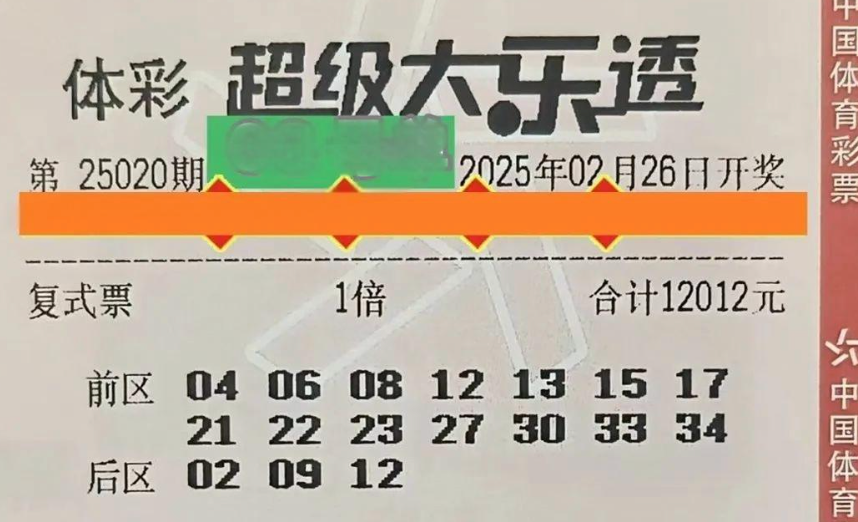 体彩 超级大乐透
第 25020期 2025年02月26日开奖
复式票 1倍 合计12012元
前区 04 06 08 12 13 15 17
21 22 23 27 30 33 34
后区 02 09 12
中国体育彩票
中国体育